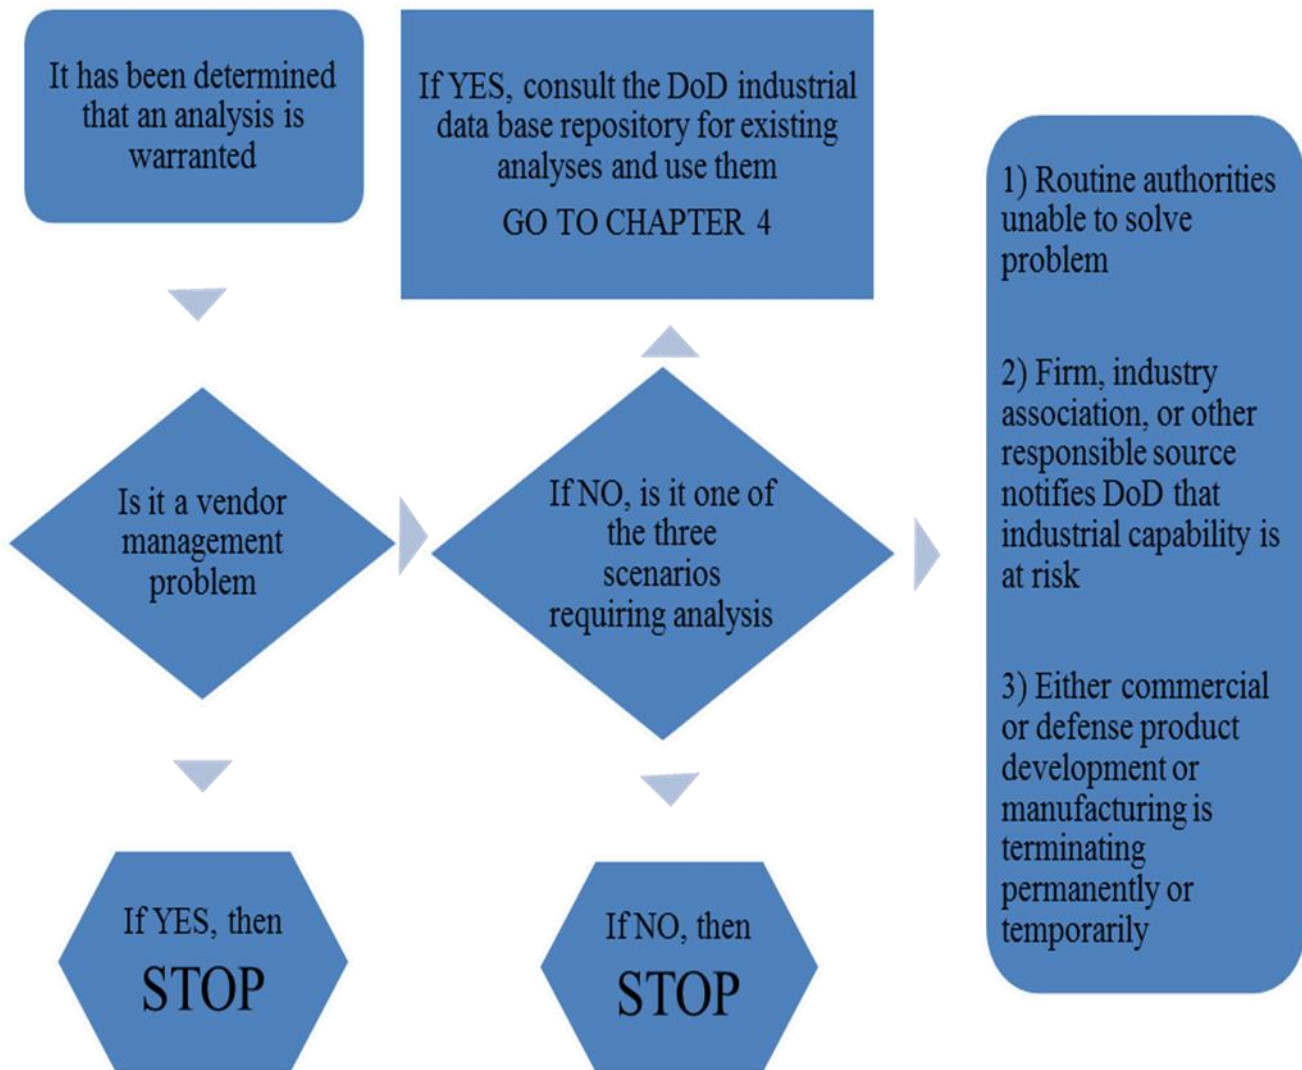 It has been determined
that an analysis is
warranted
If YES, consult the DoD industrial
data base repository for existing
analyses and use them
GO TO CHAPTER 4
Is it a vendor
management
problem
If NO, is it one of
the three
scenarios
requiring analysis
1) Routine authorities
unable to solve
problem
2) Firm, industry
association, or other
responsible source
notifies DoD that
industrial capability is
at risk
3) Either commercial
or defense product
development or
manufacturing is
terminating
permanently or
temporarily
If YES, then
STOP
If NO, then
STOP